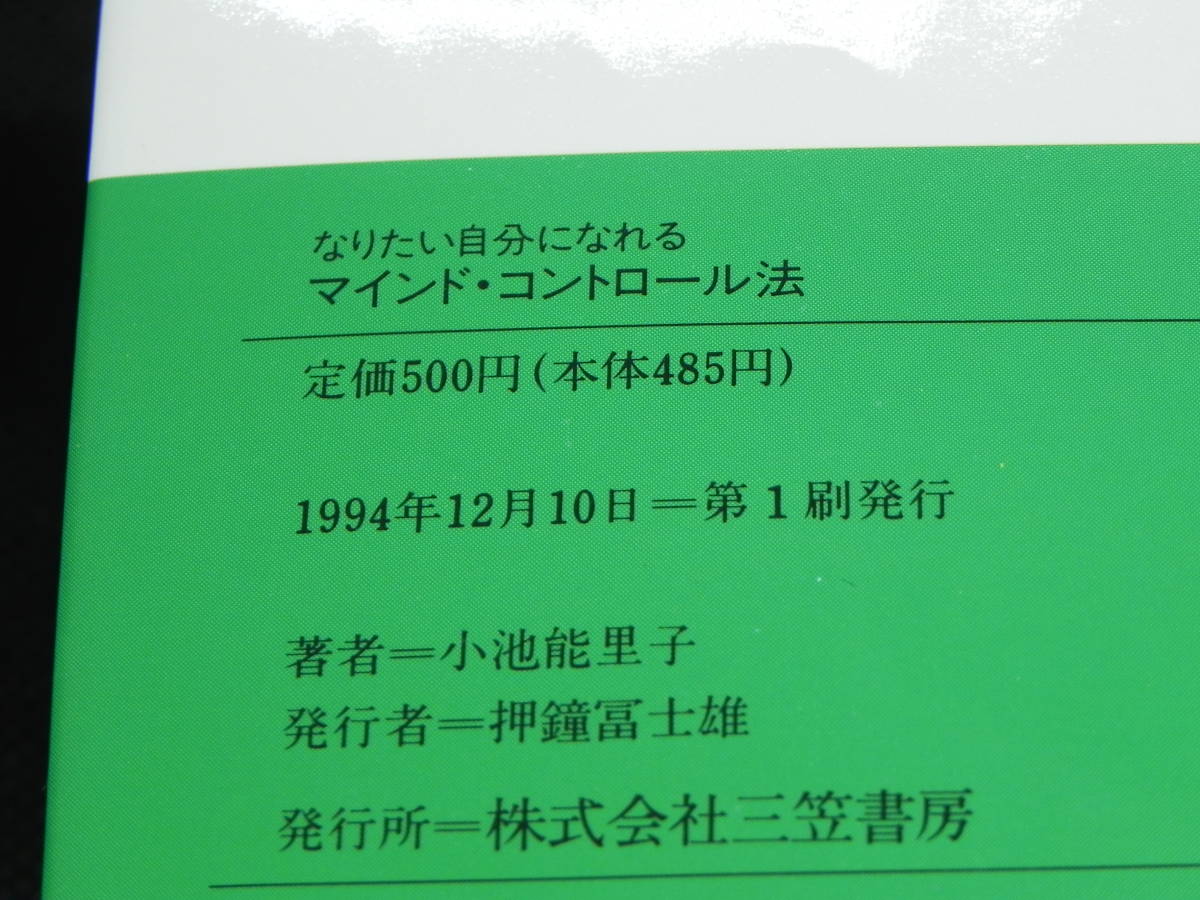 なりたい自分になれる
マインド・コントロール法
定価500円(本体485円)
1994年12月10日＝第1刷発行
著者＝小池能里子
発行者＝押鐘冨士雄
発行所＝株式会社三笠書房